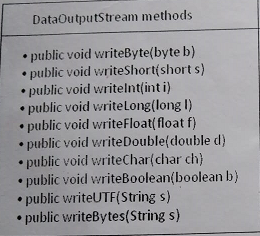 DataOutputStream methods
• public void writeByte(byte b)
• public void writeShort(short s)
• public void writeInt(int i)
• public void writeLong(long l)
• public void writeFloat(float f)
• public void writeDouble(double d)
• public void writeChar(char ch)
• public void writeBoolean(boolean b)
• public writeUTF(String s)
• public writeBytes(String s)